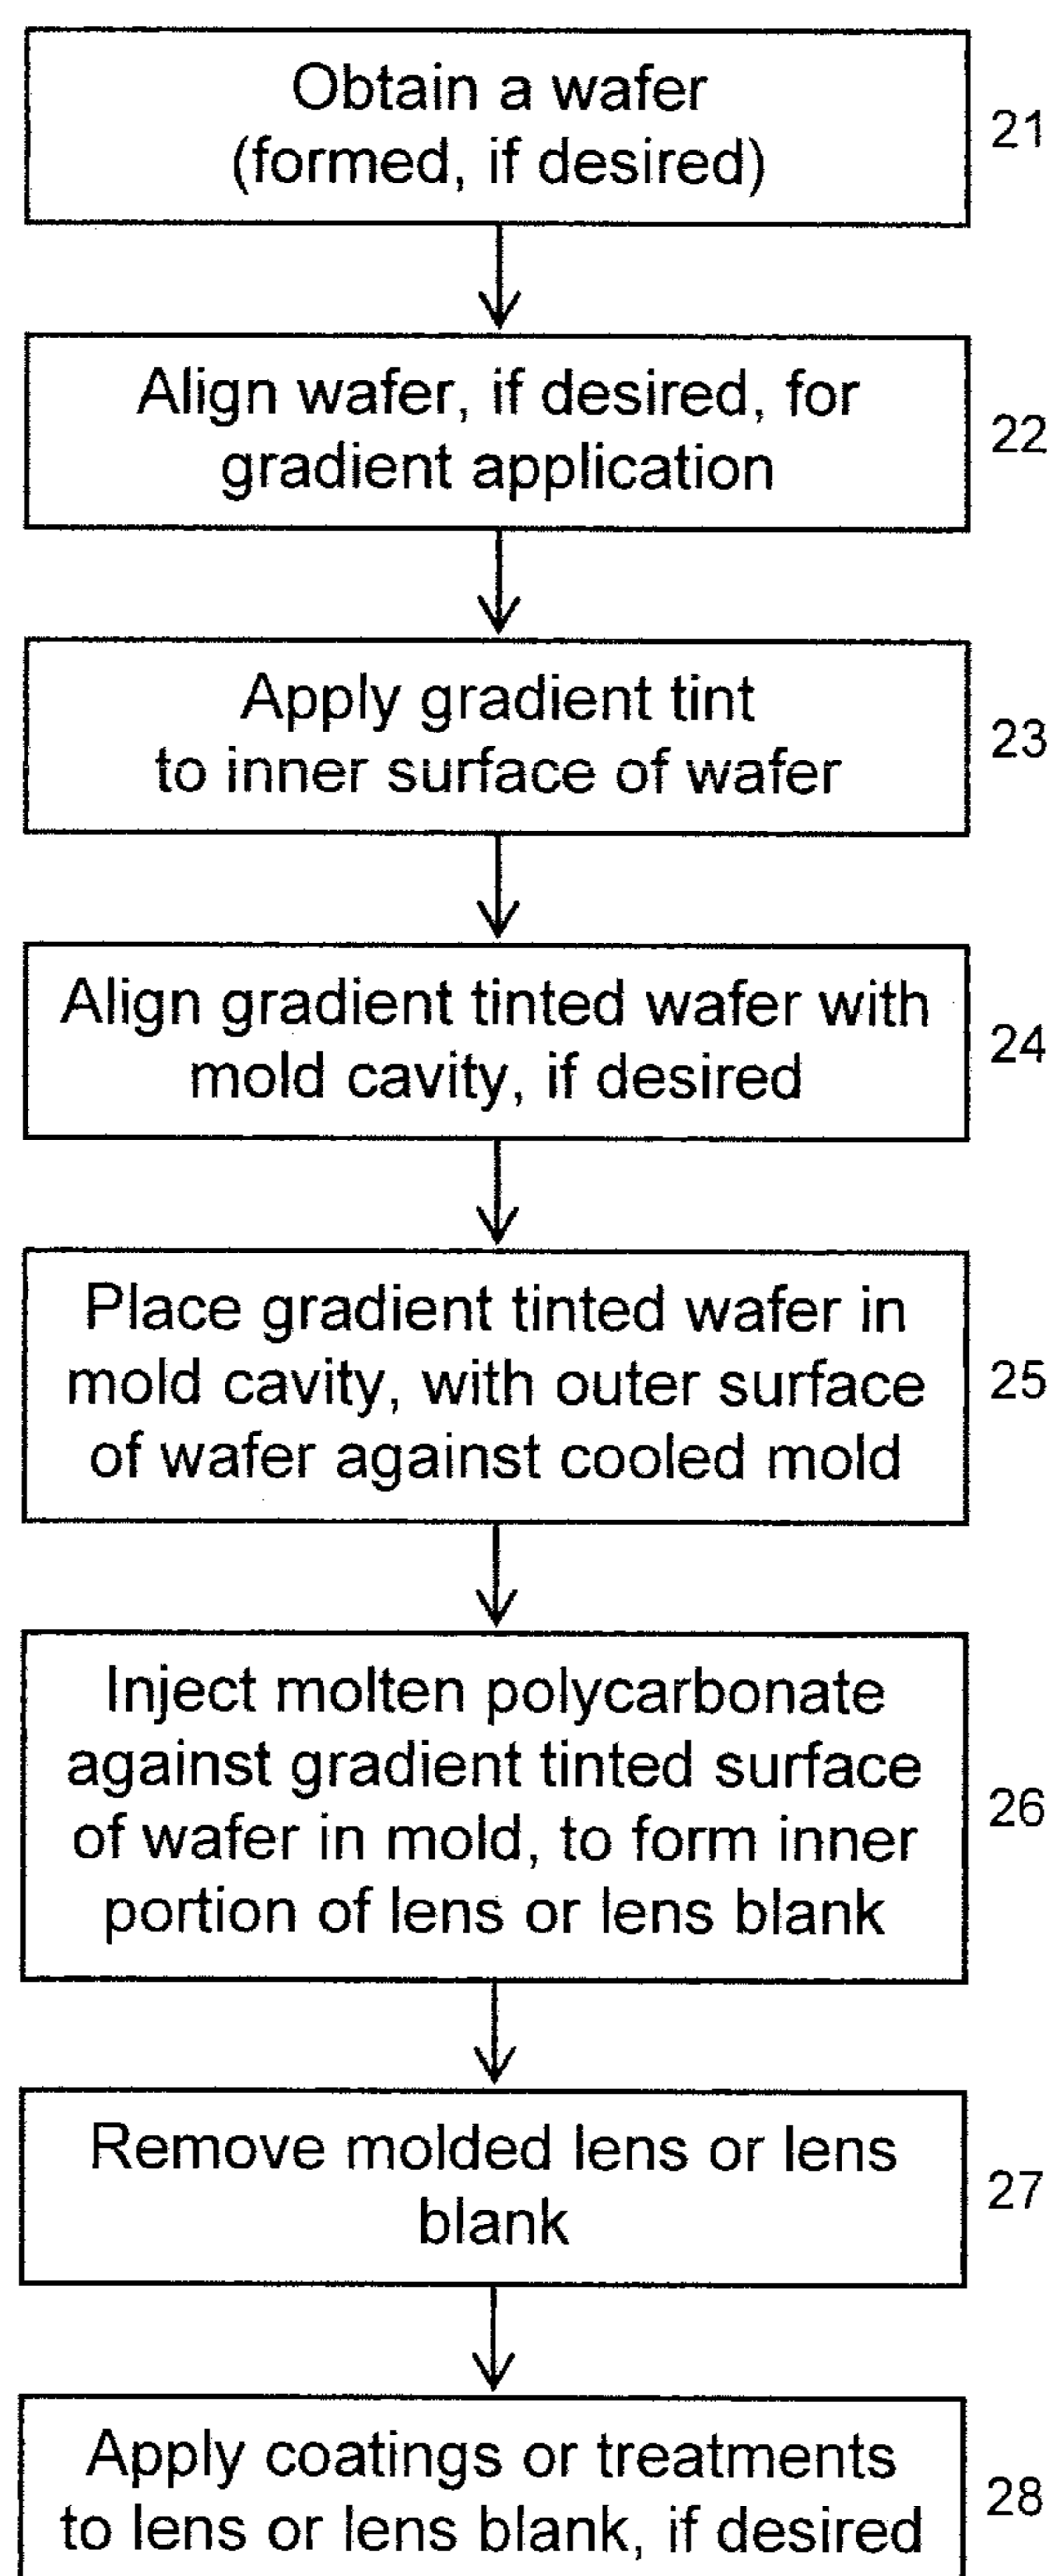 Obtain a wafer
(formed, if desired)
21
Align wafer, if desired, for
gradient application
22
Apply gradient tint
to inner surface of wafer
23
Align gradient tinted wafer with
mold cavity, if desired
24
Place gradient tinted wafer in
mold cavity, with outer surface
of wafer against cooled mold
25
Inject molten polycarbonate
against gradient tinted surface
of wafer in mold, to form inner
portion of lens or lens blank
26
Remove molded lens or lens
blank
27
Apply coatings or treatments
to lens or lens blank, if desired
28